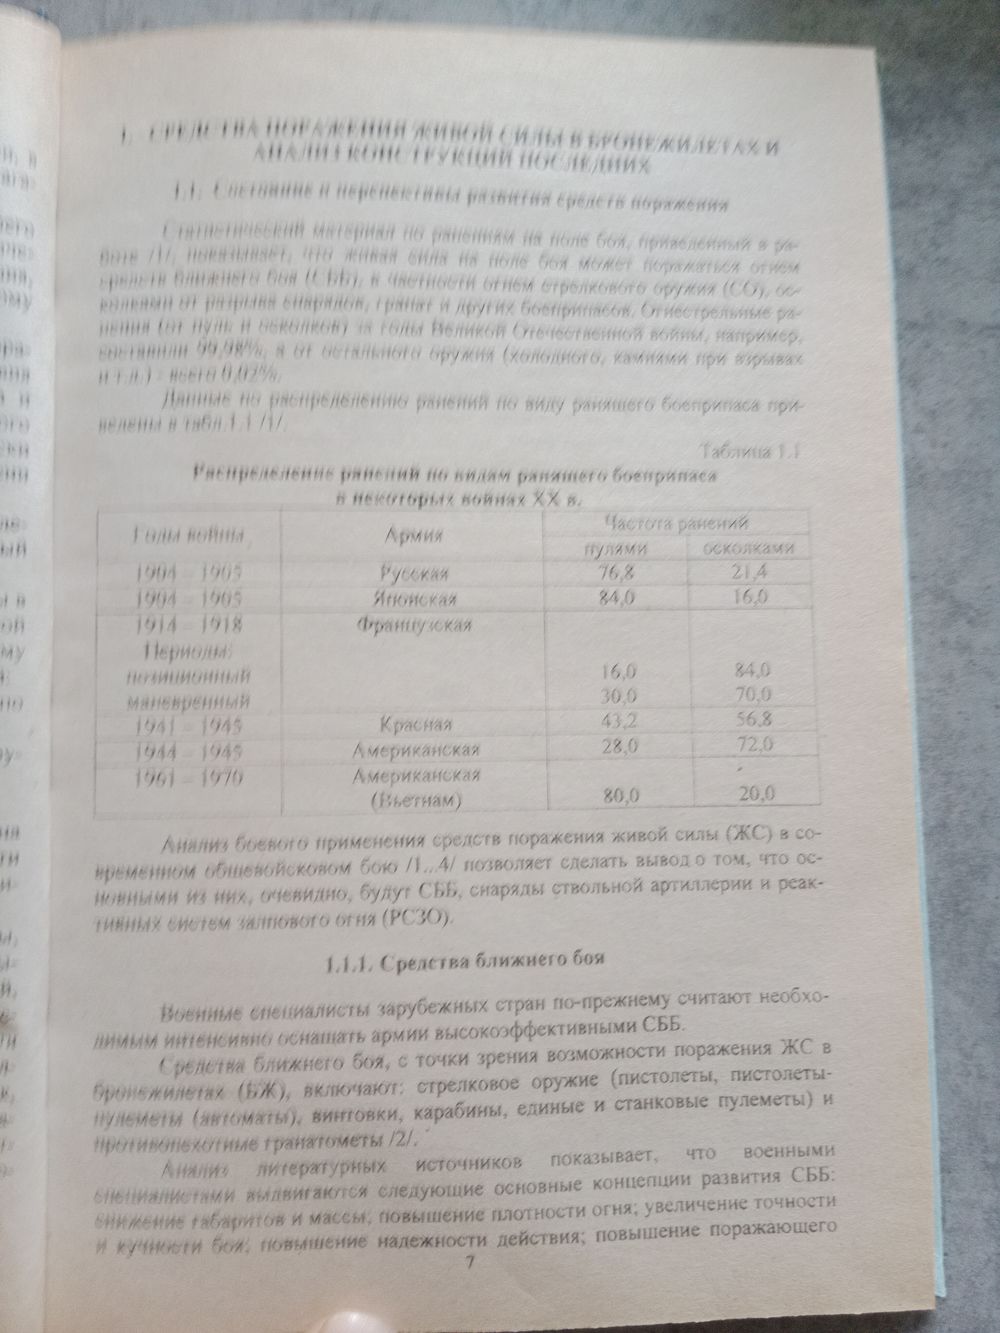 1. СРЕДСТВА ПОРАЖЕНИЯ ЖИВОЙ СИЛЫ В БРОНЕЖИЛЕТАХ И
АНАЛИЗ КОНСТРУКЦИЙ ПОСЛЕДНИХ
1.1. Состояние и перспективы развития средств поражения
Статистический материал по ранениям на поле боя, приведенный в ра-
боте /1/, показывает, что живая сила на поле боя может поражаться огнем
средств ближнего боя (СББ), в частности огнем стрелкового оружия (СО), ос-
колками от разрыва снарядов, гранат и других боеприпасов. Огнестрельные ра-
нения (от пуль и осколков) за годы Великой Отечественной войны, например,
составили 99,98%, а от остального оружия (холодного, камнями при взрывах
и т.п.) - всего 0,02%.
Данные по распределению ранений по виду ранящего боеприпаса при-
ведены в табл.1.1 /1/.
Таблица 1.1
Распределение ранений по видам ранящего боеприпаса
в некоторых войнах XX в.
Годы войны Армия Частота ранений
пулями осколками
1904 – 1905 Русская 76,8 21,4
1904 – 1905 Японская 84,0 16,0
1914 – 1918 Французская
Периоды:
позиционный 16,0 84,0
маневренный 30,0 70,0
1941 – 1945 Красная 43,2 56,8
1944 – 1945 Американская 28,0 72,0
1961 – 1970 Американская
(Вьетнам) 80,0 20,0
Анализ боевого применения средств поражения живой силы (ЖС) в со-
временном общевойсковом бою /1...4/ позволяет сделать вывод о том, что ос-
новными из них, очевидно, будут СББ, снаряды ствольной артиллерии и реак-
тивных систем залпового огня (РСЗО).
1.1.1. Средства ближнего боя
Военные специалисты зарубежных стран по-прежнему считают необхо-
димым интенсивно оснащать армии высокоэффективными СББ.
Средства ближнего боя, с точки зрения возможности поражения ЖС в
бронежилетах (БЖ), включают: стрелковое оружие (пистолеты, пистолеты-
пулеметы (автоматы), винтовки, карабины, единые и станковые пулеметы) и
противопехотные гранатометы /2/.
Анализ литературных источников показывает, что военными
специалистами выдвигаются следующие основные концепции развития СББ:
снижение габаритов и массы; повышение плотности огня; увеличение точности
и кучности боя; повышение надежности действия; повышение поражающего
7